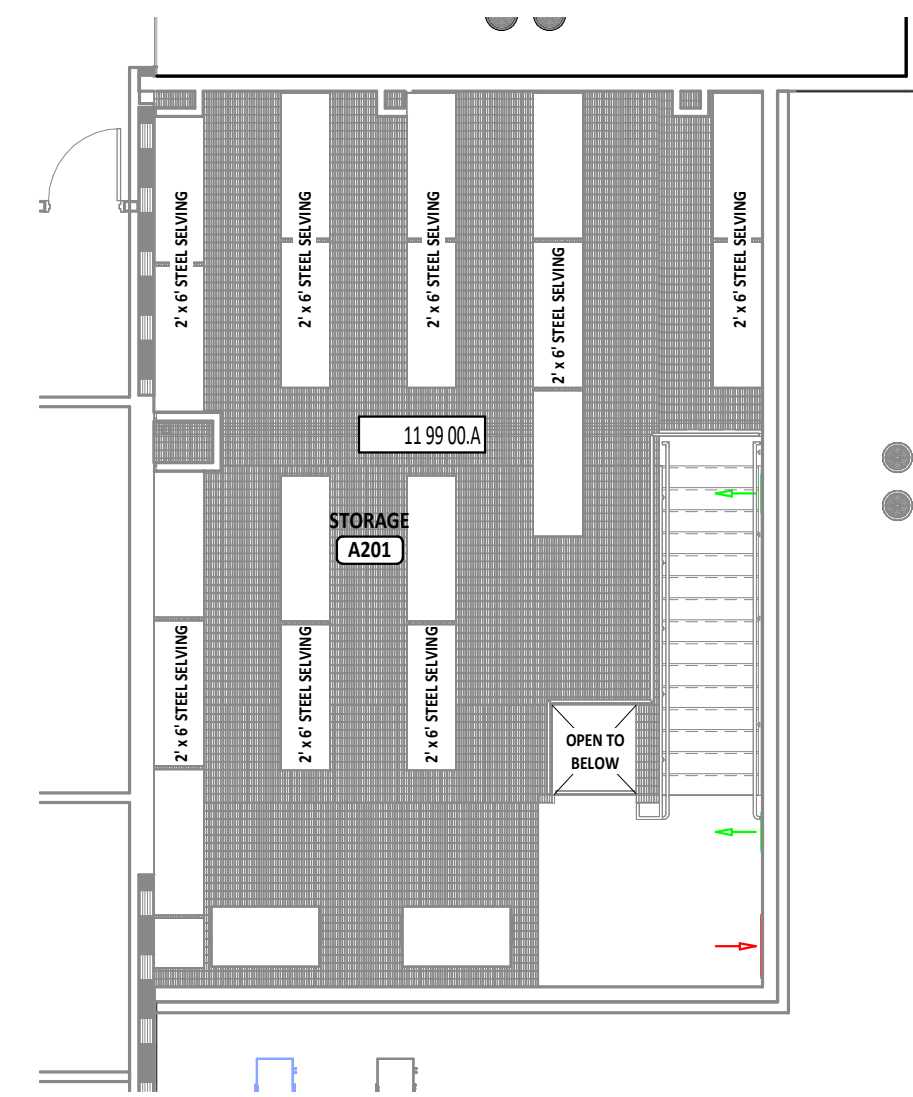 2' x 6' STEEL SELVING
2' x 6' STEEL SELVING
2' x 6' STEEL SELVING
2' x 6' STEEL SELVING
2' x 6' STEEL SELVING
11 99 00.A
STORAGE
A201
2' x 6' STEEL SELVING
2' x 6' STEEL SELVING
2' x 6' STEEL SELVING
OPEN TO
BELOW